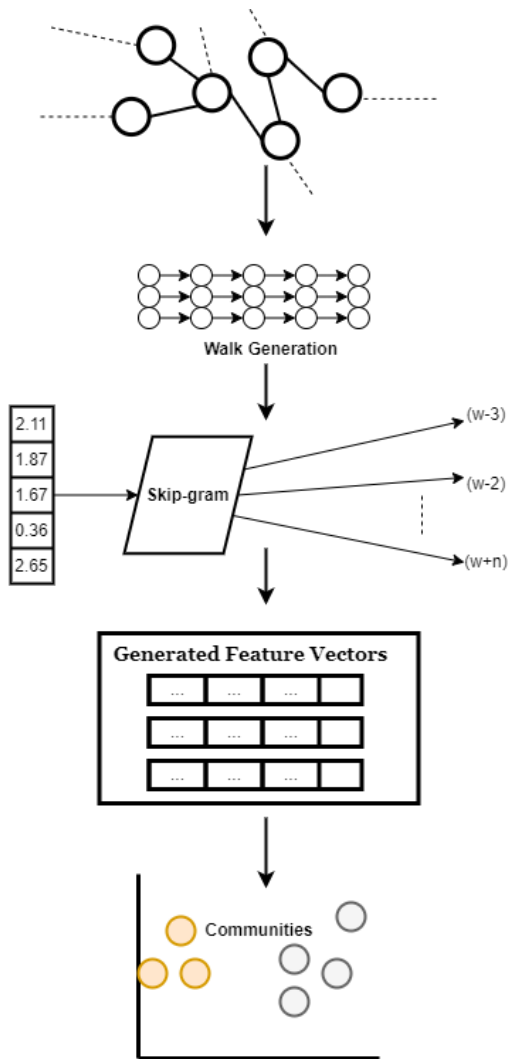 Walk Generation
2.11
1.87
1.67
0.36
2.65
Skip-gram
(w-3)
(w-2)
(w+n)
Generated Feature Vectors
... ... ...
... ... ...
... ... ...
Communities